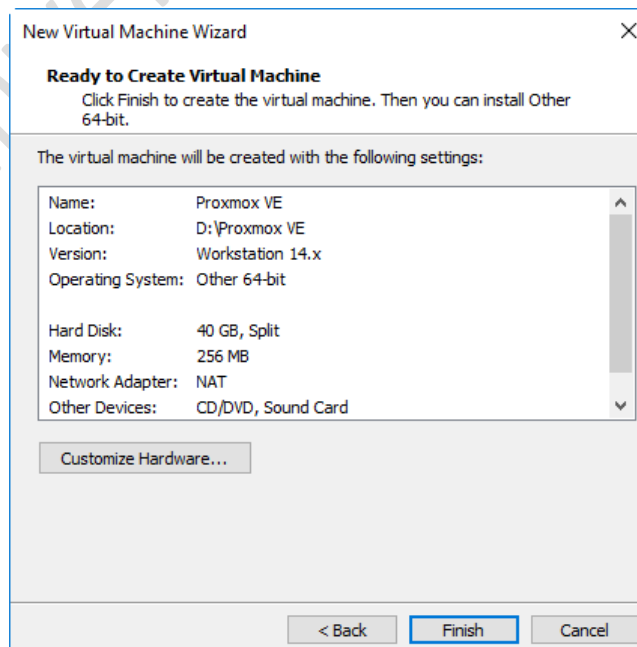 New Virtual Machine Wizard
Ready to Create Virtual Machine
Click Finish to create the virtual machine. Then you can install Other
64-bit.
The virtual machine will be created with the following settings:
Name: Proxmox VE
Location: D:\Proxmox VE
Version: Workstation 14.x
Operating System: Other 64-bit
Hard Disk: 40 GB, Split
Memory: 256 MB
Network Adapter: NAT
Other Devices: CD/DVD, Sound Card
Customize Hardware...
< Back Finish Cancel